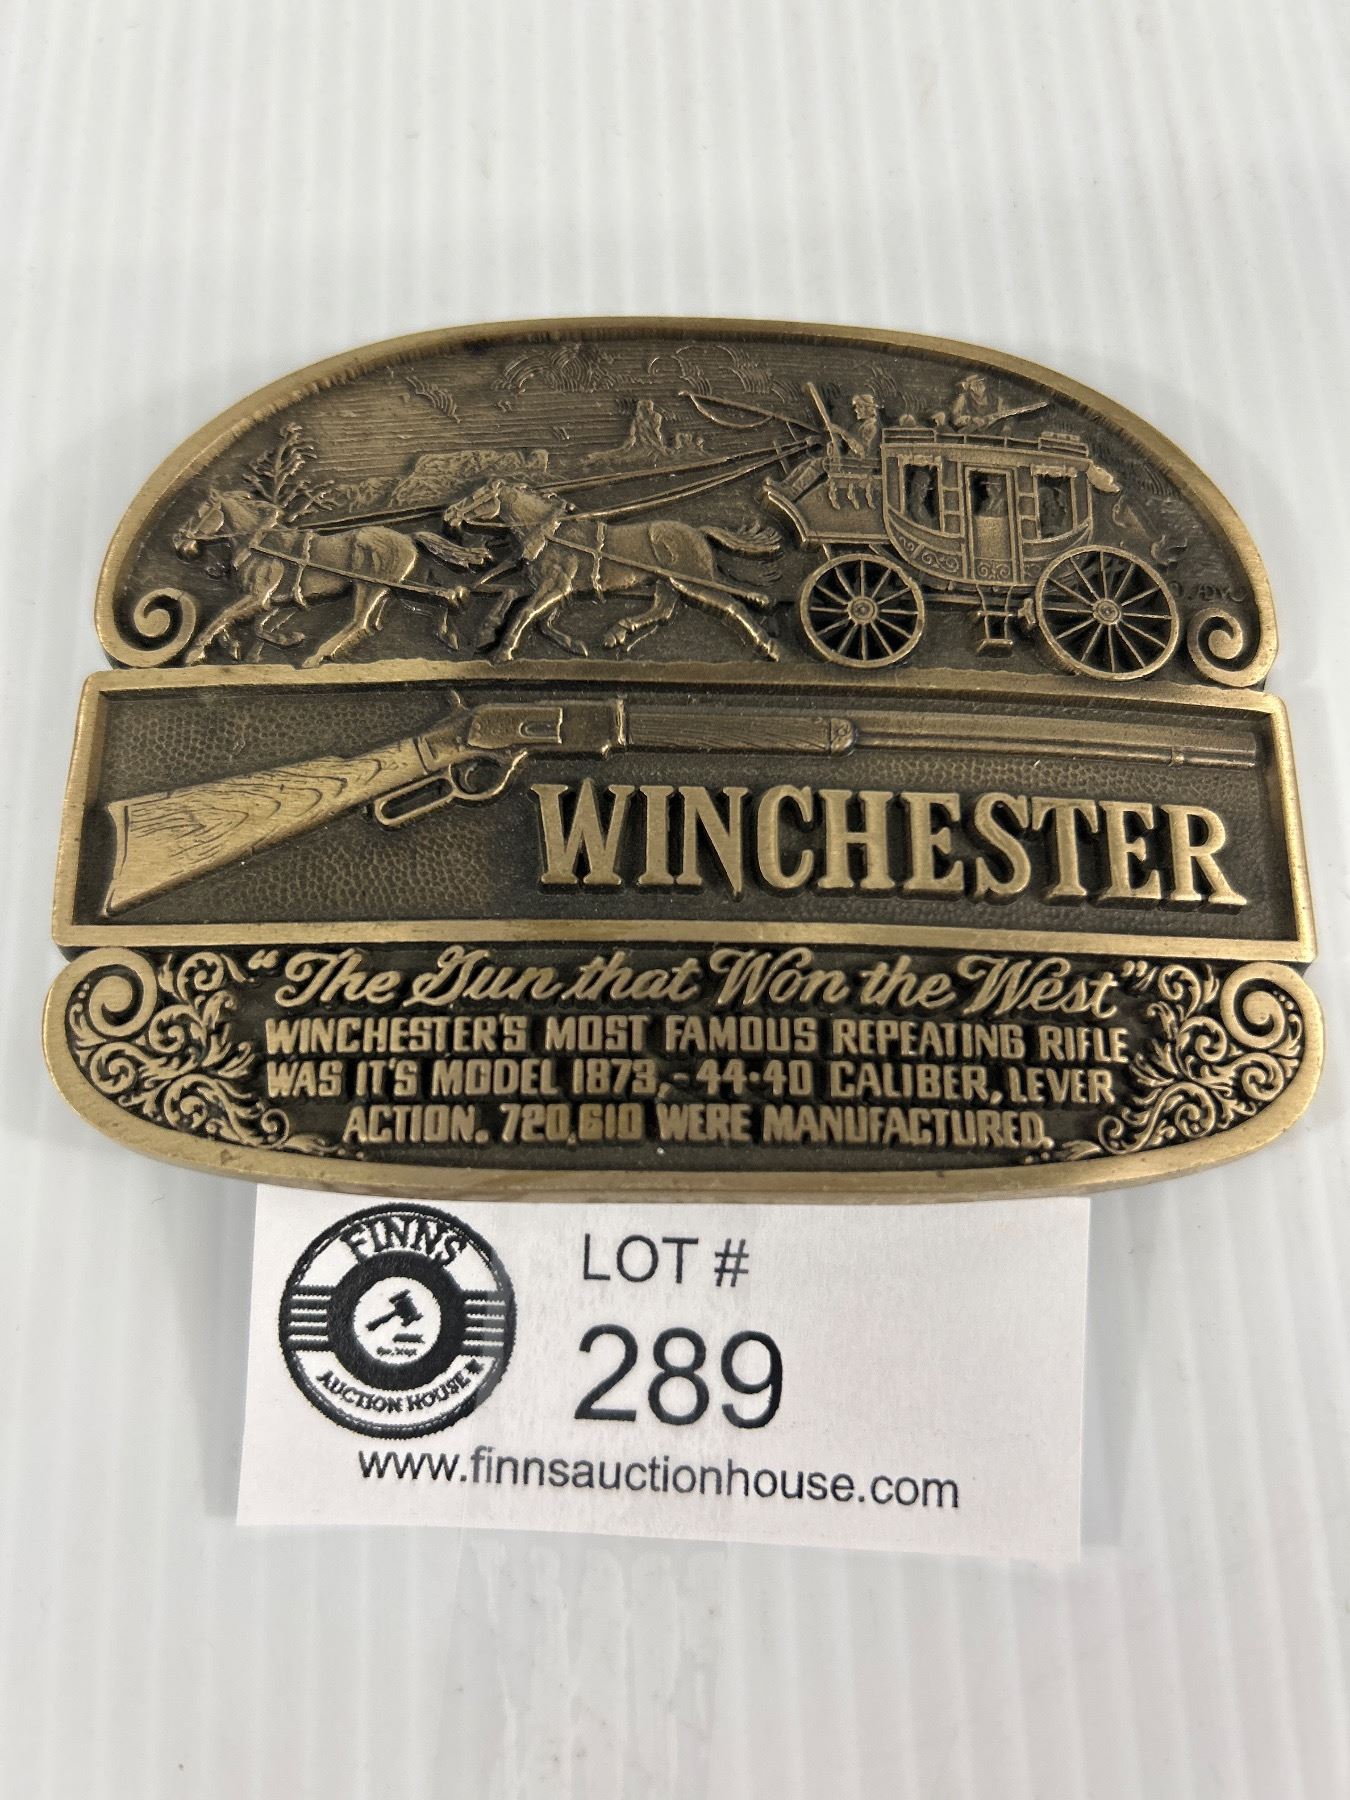 WINCHESTER
"The Gun that Won the West"
WINCHESTER'S MOST FAMOUS REPEATING RIFLE
WAS IT'S MODEL 1873,-44-40 CALIBER, LEVER
ACTION. 720,610 WERE MANUFACTURED.
FINNS
AUCTION HOUSE
LOT #
289
www.finnsauctionhouse.com